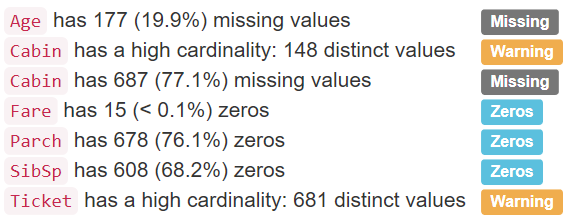 Age has 177 (19.9%) missing values Missing
Cabin has a high cardinality: 148 distinct values Warning
Cabin has 687 (77.1%) missing values Missing
Fare has 15 (< 0.1%) zeros Zeros
Parch has 678 (76.1%) zeros Zeros
SibSp has 608 (68.2%) zeros Zeros
Ticket has a high cardinality: 681 distinct values Warning